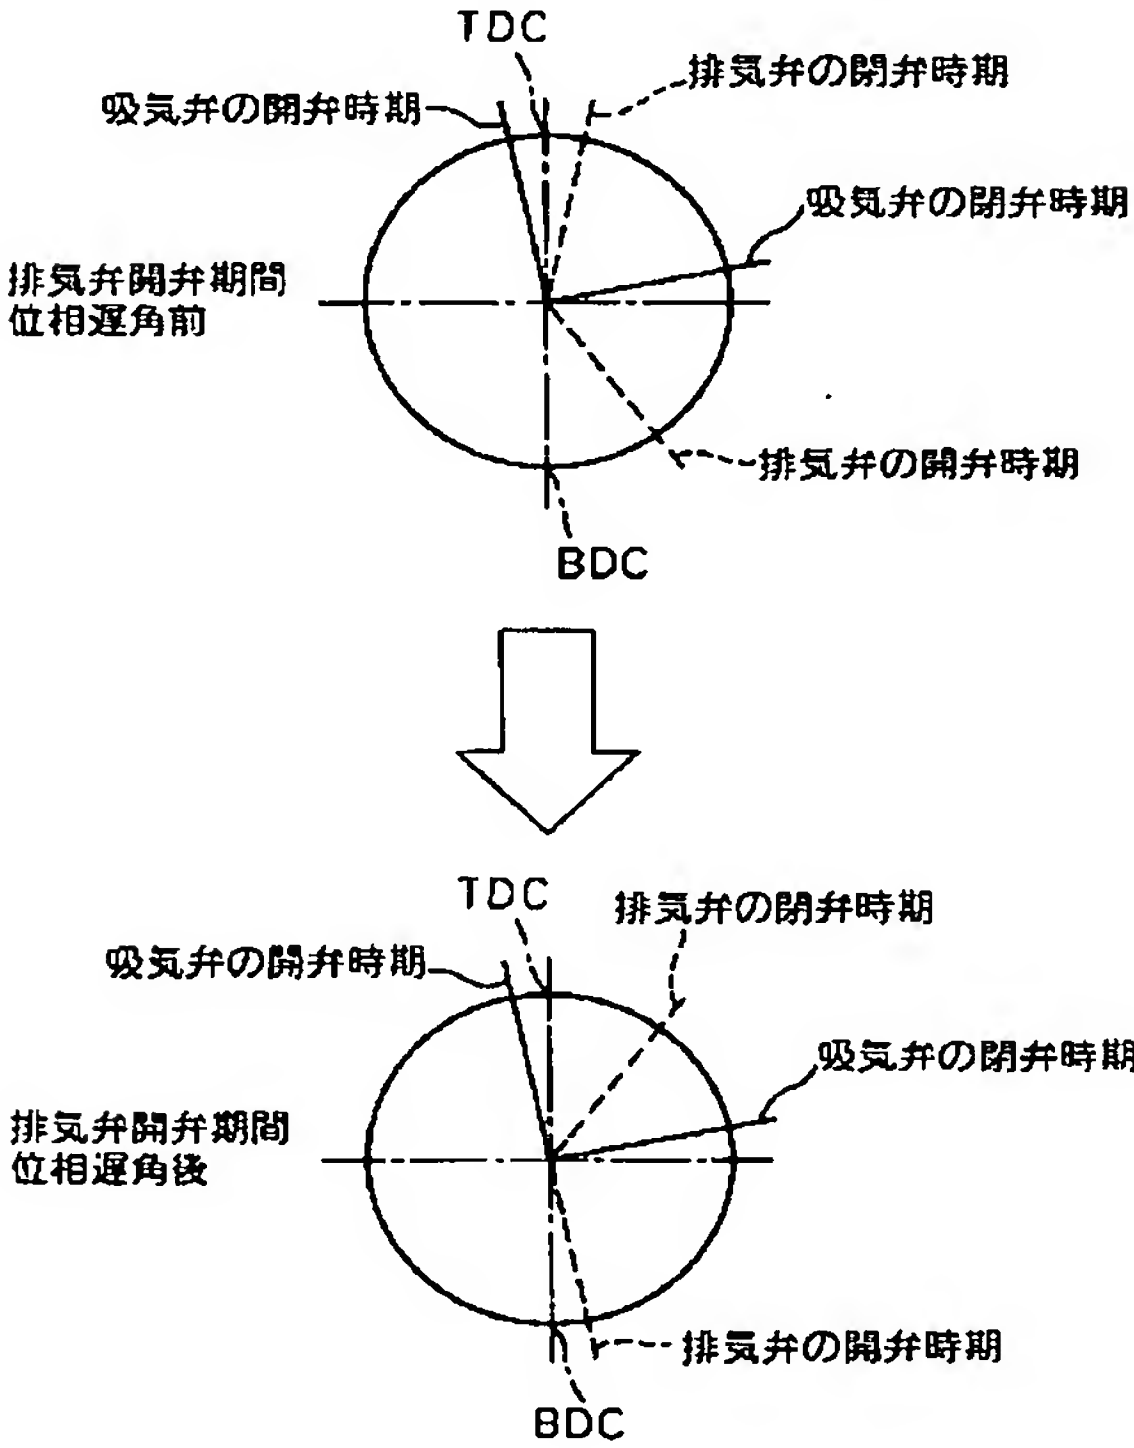 TDC
排気弁の閉弁時期
吸気弁の開弁時期
吸気弁の閉弁時期
排気弁開弁期間
位相遅角前
排気弁の開弁時期
BDC
TDC
排気弁の閉弁時期
吸気弁の開弁時期
吸気弁の閉弁時期
排気弁開弁期間
位相遅角後
排気弁の開弁時期
BDC